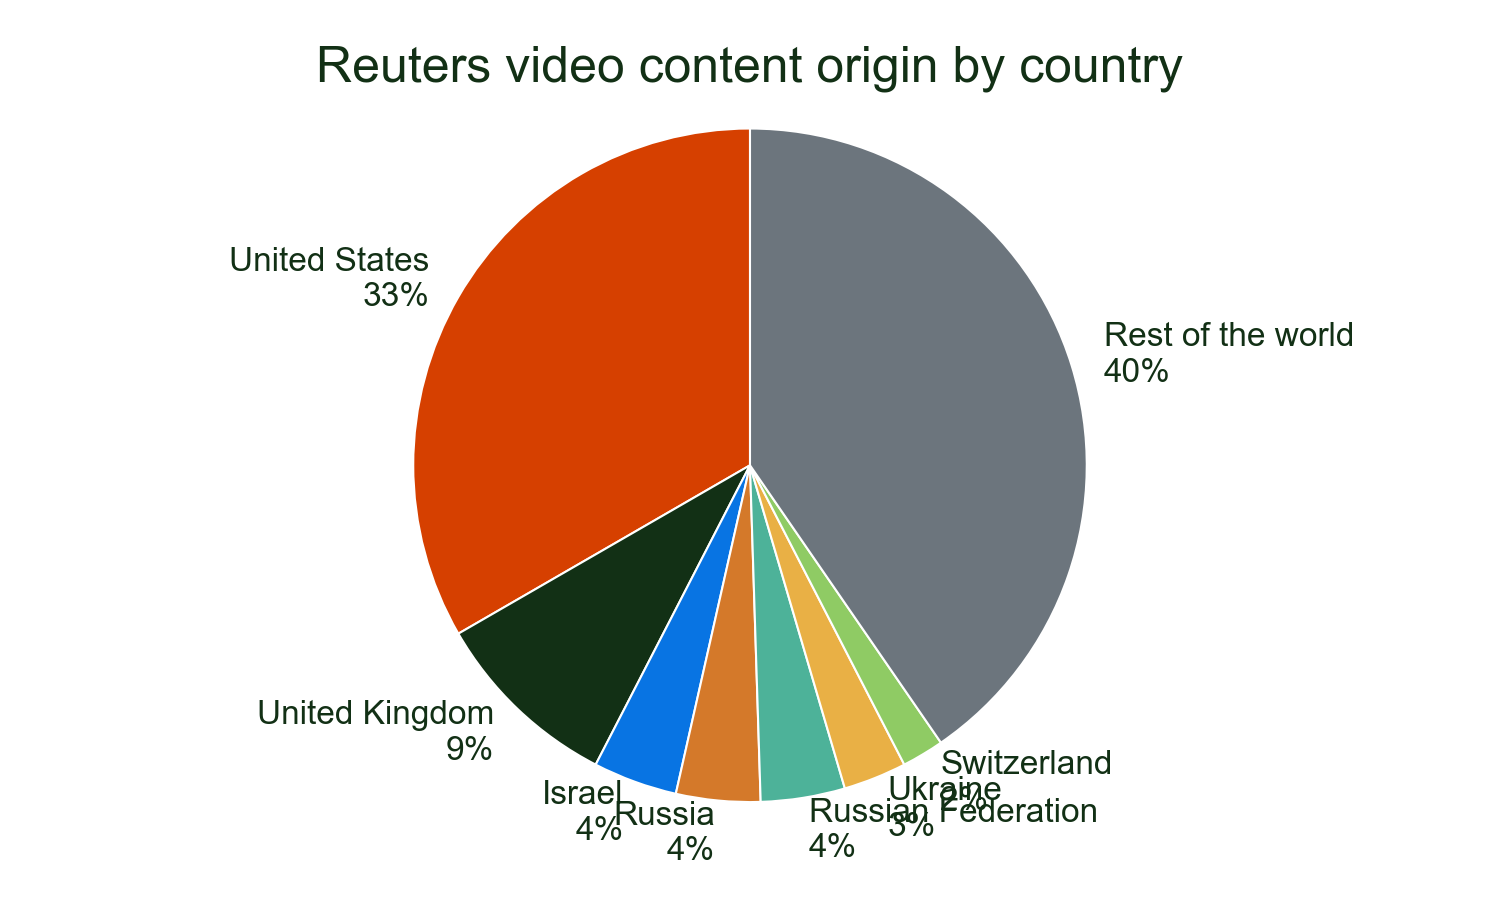 Reuters video content origin by country
United States
33%
Rest of the world
40%
United Kingdom
9%
Israel
4%
Russia
4%
Russian Federation
4%
Ukraine
3%
Switzerland
2%